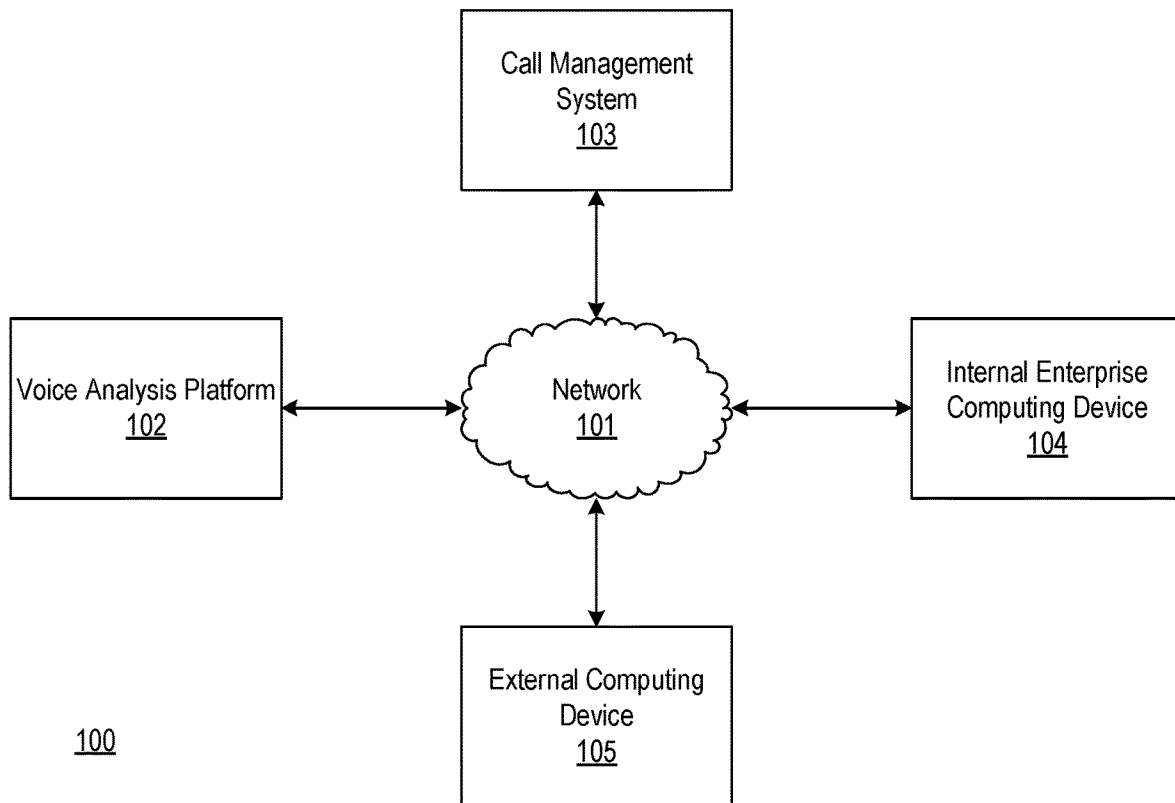 Call Management
System
103
Voice Analysis Platform
102
Network
101
Internal Enterprise
Computing Device
104
External Computing
Device
105
100